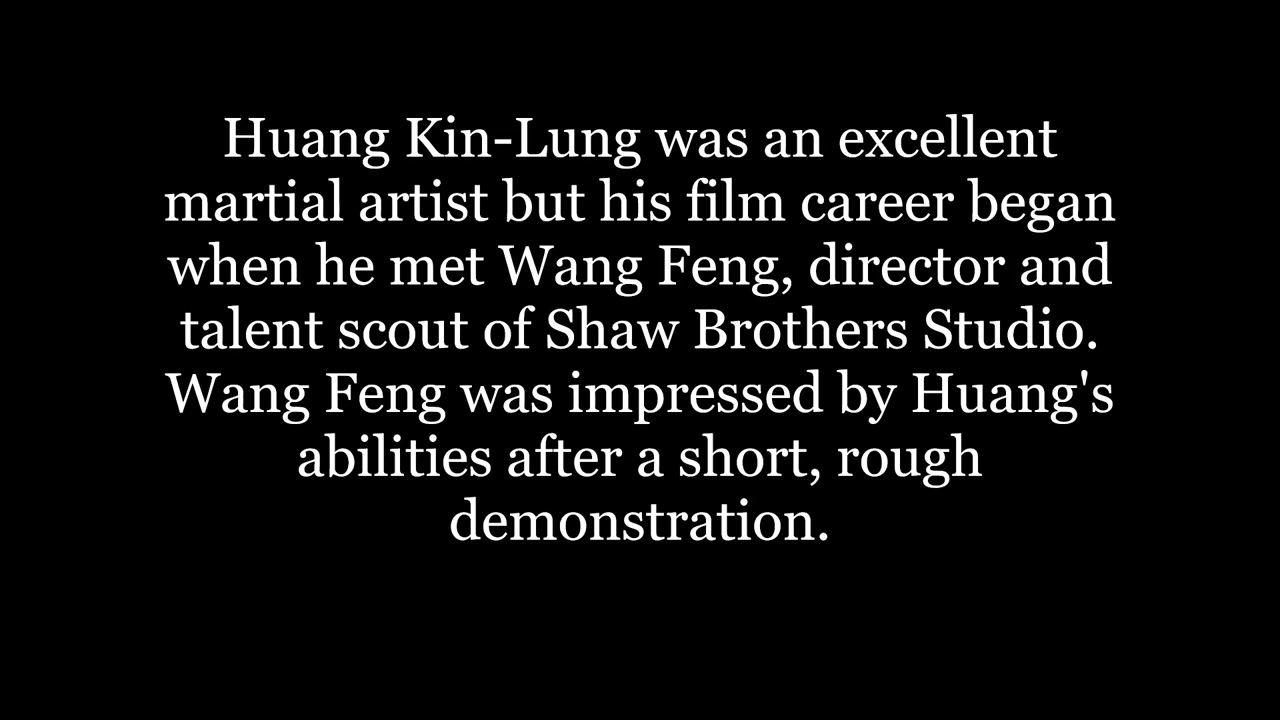 Huang Kin-Lung was an excellent
martial artist but his film career began
when he met Wang Feng, director and
talent scout of Shaw Brothers Studio.
Wang Feng was impressed by Huang's
abilities after a short, rough
demonstration.